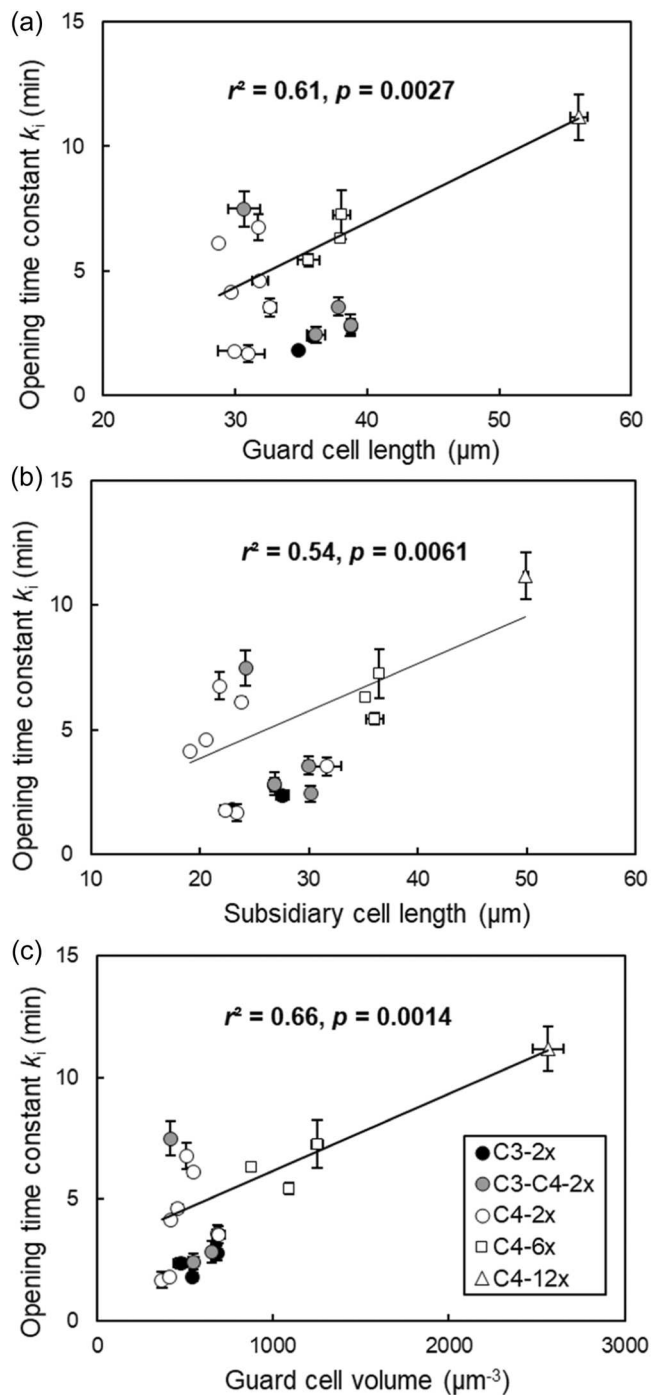 (a)
15
10
5
0
Opening time constant kᵢ (min)
r² = 0.61, p = 0.0027
20 30 40 50 60
Guard cell length (µm)
(b)
15
10
5
0
Opening time constant kᵢ (min)
r² = 0.54, p = 0.0061
10 20 30 40 50 60
Subsidiary cell length (µm)
(c)
15
10
5
0
Opening time constant kᵢ (min)
r² = 0.66, p = 0.0014
C3-2x
C3-C4-2x
C4-2x
C4-6x
C4-12x
0 1000 2000 3000
Guard cell volume (µm⁻³)